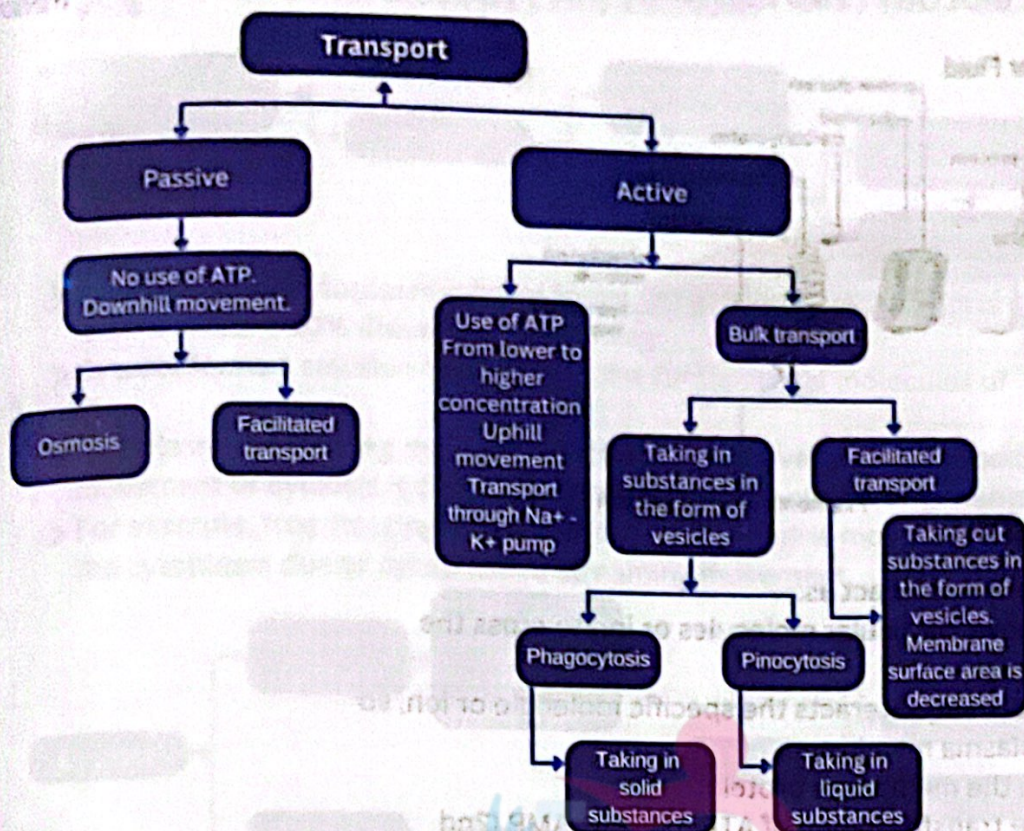 Transport
Passive
Active
No use of ATP.
Downhill movement.
Osmosis
Facilitated
transport
Use of ATP
From lower to
higher
concentration
Uphill
movement
Transport
through Na+ -
K+ pump
Bulk transport
Taking in
substances in
the form of
vesicles
Facilitated
transport
Taking out
substances in
the form of
vesicles.
Membrane
surface area is
decreased
Phagocytosis
Pinocytosis
Taking in
solid
substances
Taking in
liquid
substances